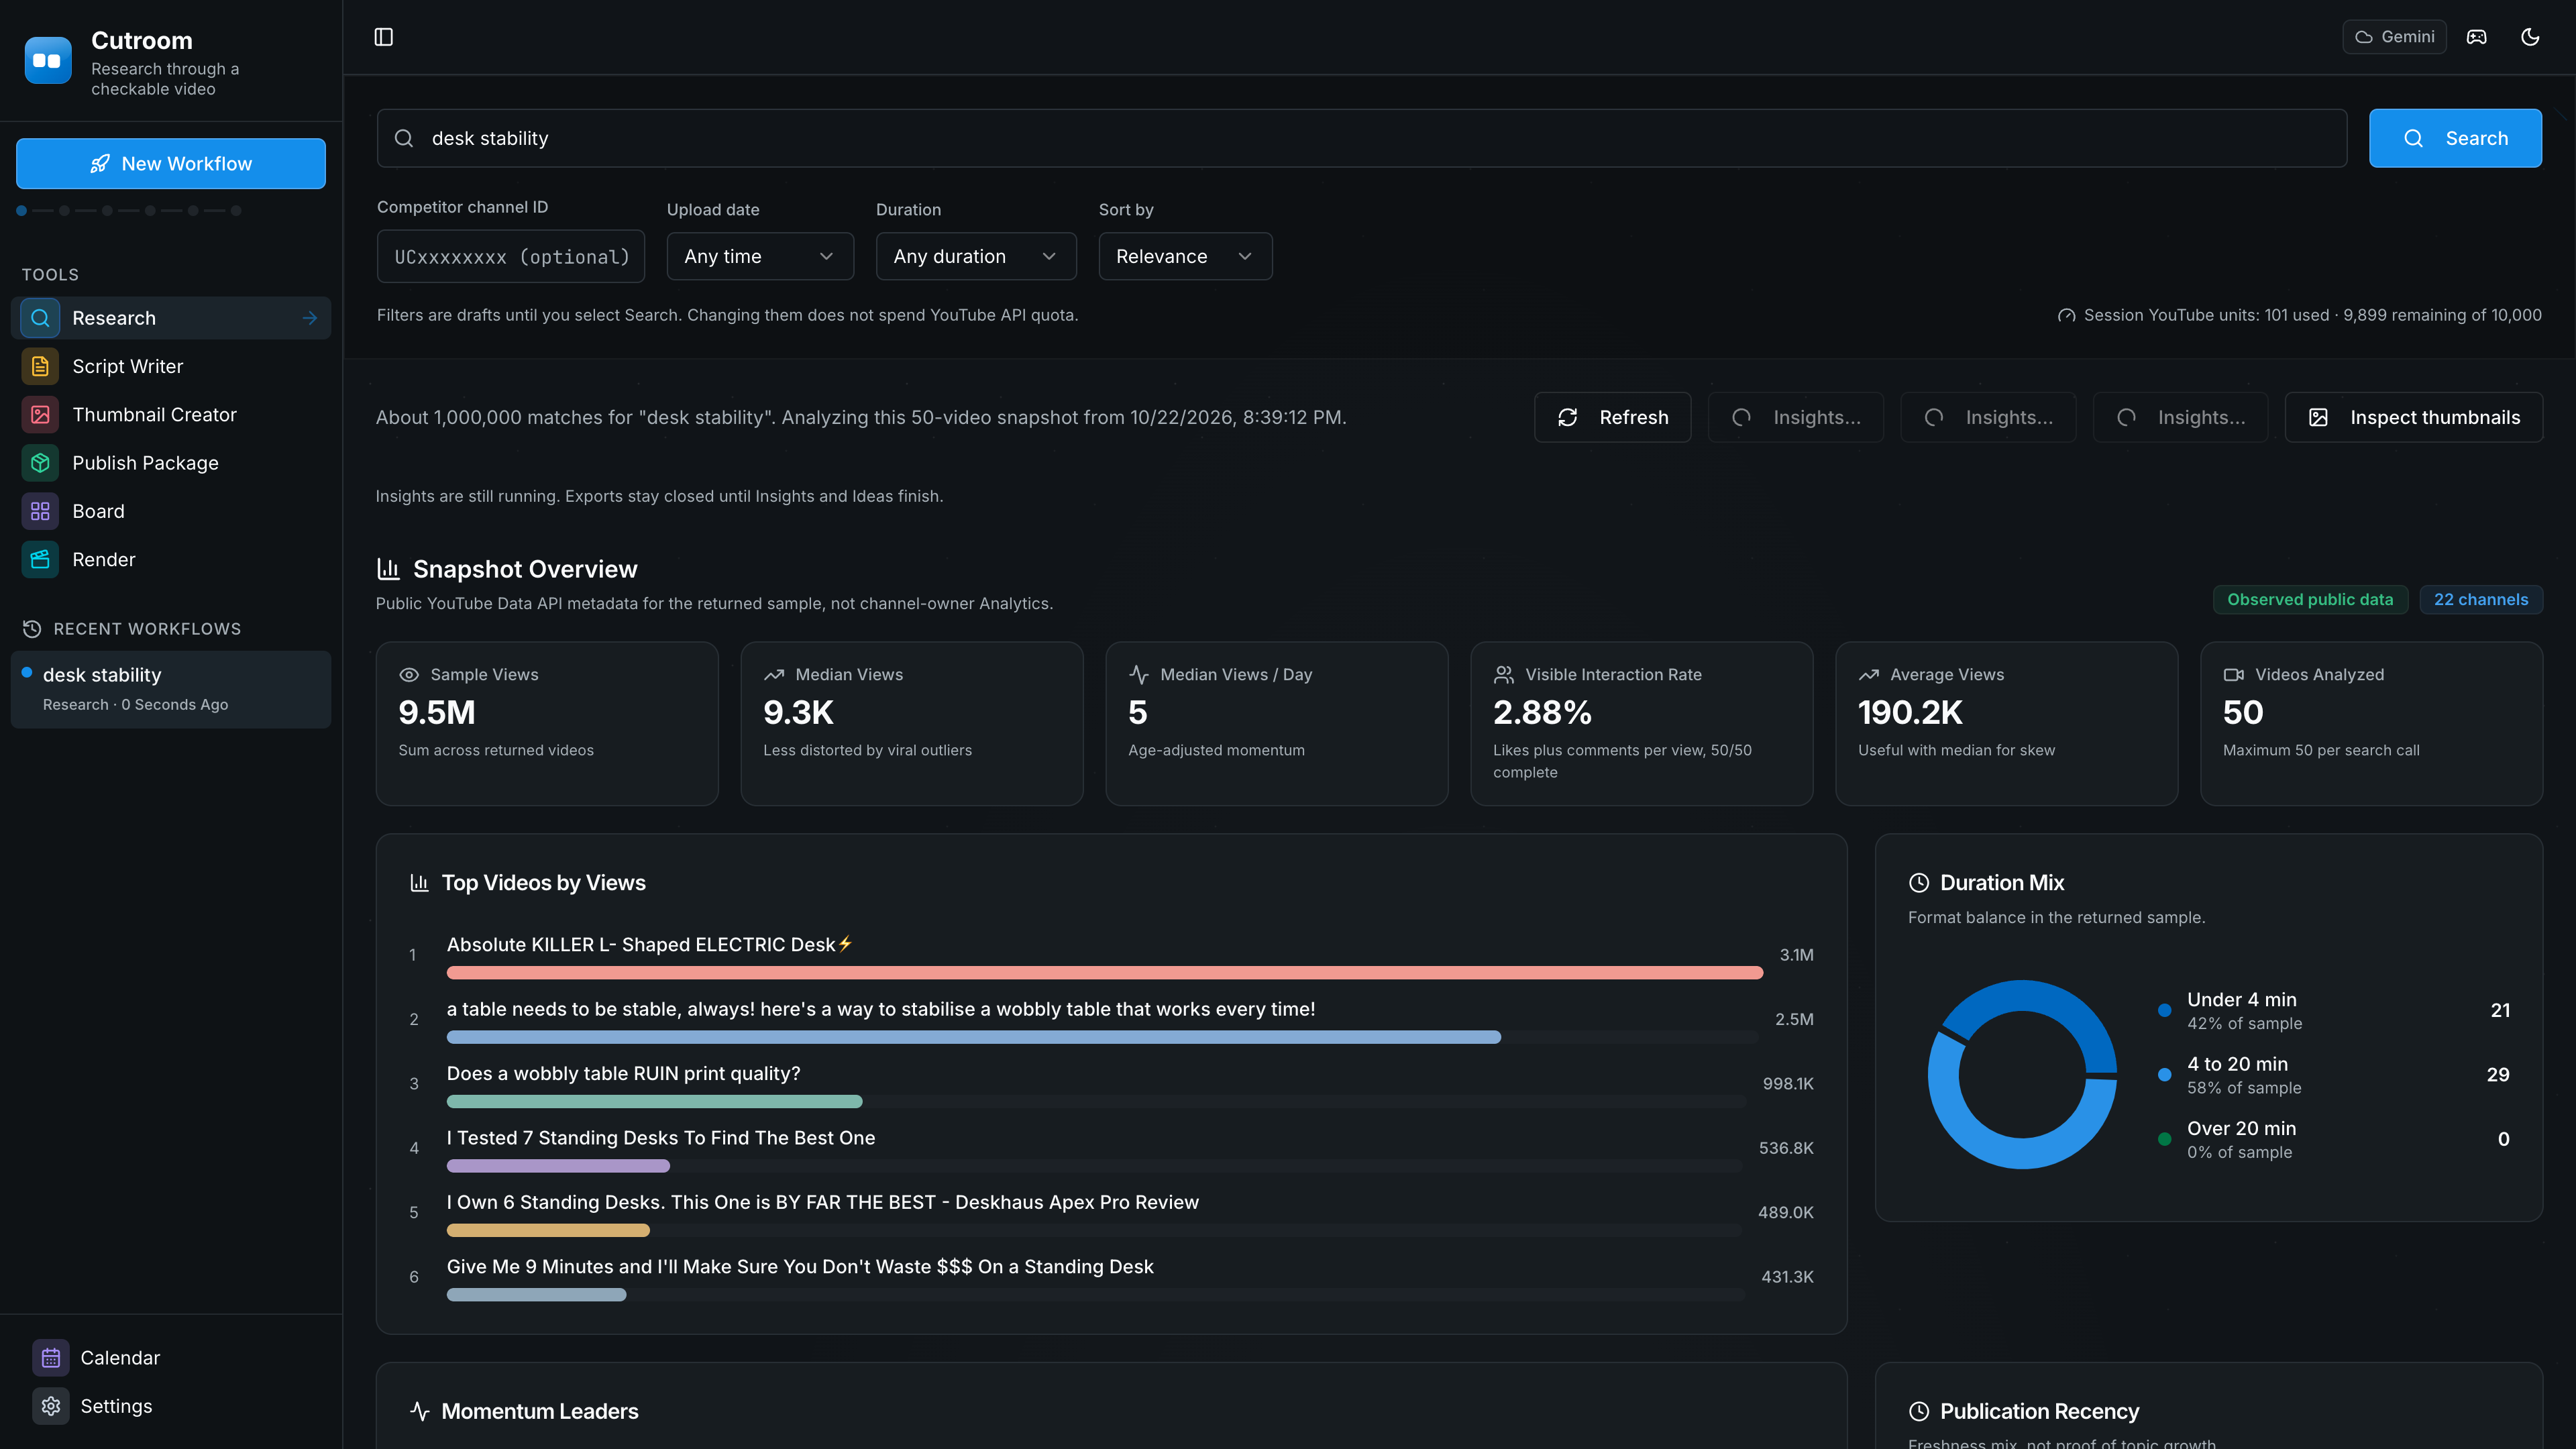 Cutroom
Research through a
checkable video
New Workflow
TOOLS
Research
Script Writer
Thumbnail Creator
Publish Package
Board
Render
RECENT WORKFLOWS
desk stability
Research · 0 Seconds Ago
Calendar
Settings
Gemini
desk stability
Search
Competitor channel ID
Upload date
Duration
Sort by
UCxxxxxxxx (optional)
Any time
Any duration
Relevance
Filters are drafts until you select Search. Changing them does not spend YouTube API quota.
Session YouTube units: 101 used · 9,899 remaining of 10,000
About 1,000,000 matches for "desk stability". Analyzing this 50-video snapshot from 10/22/2026, 8:39:12 PM.
Refresh
Insights...
Insights...
Insights...
Inspect thumbnails
Insights are still running. Exports stay closed until Insights and Ideas finish.
Snapshot Overview
Public YouTube Data API metadata for the returned sample, not channel-owner Analytics.
Observed public data
22 channels
Sample Views
9.5M
Sum across returned videos
Median Views
9.3K
Less distorted by viral outliers
Median Views / Day
5
Age-adjusted momentum
Visible Interaction Rate
2.88%
Likes plus comments per view, 50/50
complete
Average Views
190.2K
Useful with median for skew
Videos Analyzed
50
Maximum 50 per search call
Top Videos by Views
1 Absolute KILLER L- Shaped ELECTRIC Desk⚡ 3.1M
2 a table needs to be stable, always! here's a way to stabilise a wobbly table that works every time! 2.5M
3 Does a wobbly table RUIN print quality? 998.1K
4 I Tested 7 Standing Desks To Find The Best One 536.8K
5 I Own 6 Standing Desks. This One is BY FAR THE BEST - Deskhaus Apex Pro Review 489.0K
6 Give Me 9 Minutes and I'll Make Sure You Don't Waste $$$ On a Standing Desk 431.3K
Duration Mix
Format balance in the returned sample.
Under 4 min 21
42% of sample
4 to 20 min 29
58% of sample
Over 20 min 0
0% of sample
Momentum Leaders
Publication Recency
Freshness mix, not proof of topic growth.